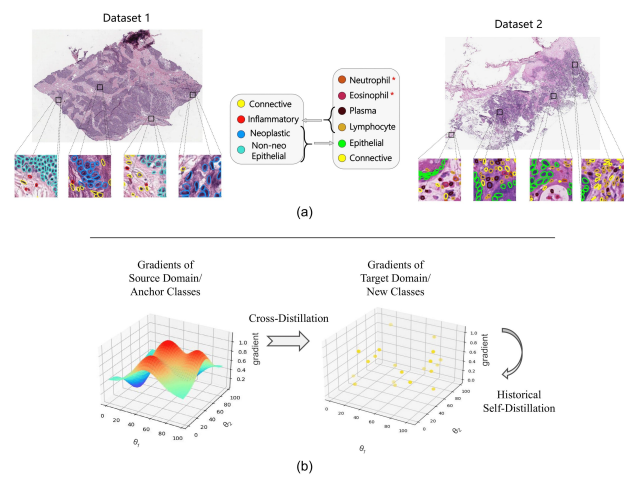 Dataset 1
Dataset 2
Connective
Inflammatory
Neoplastic
Non-neo
Epithelial
Neutrophil *
Eosinophil *
Plasma
Lymphocyte
Epithelial
Connective
(a)
Gradients of
Source Domain/
Anchor Classes
Cross-Distillation
Gradients of
Target Domain/
New Classes
Historical
Self-Distillation
1.0
0.8
0.6
0.4
0.2
gradient
0
20
40
60
80
100
θ₁
0
20
40
60
80
100
θ₂
1.0
0.8
0.6
0.4
0.2
0.0
gradient
0
20
40
60
80
100
θ₁
0
20
40
60
80
100
θ₂
(b)